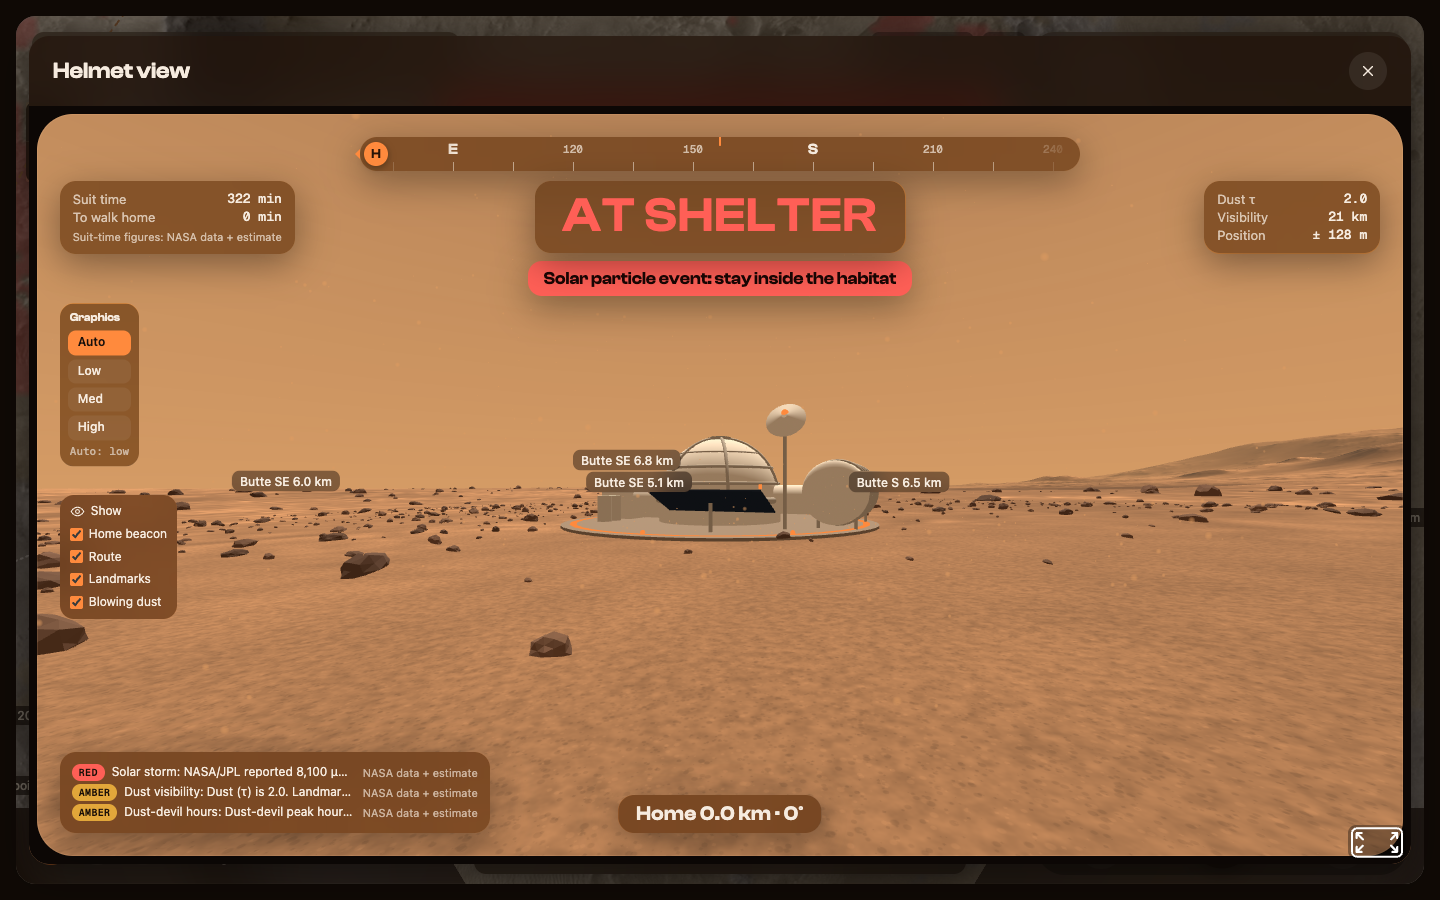 Helmet view
H E 120 150 S 210 240
Suit time 322 min
To walk home 0 min
Suit-time figures: NASA data + estimate
AT SHELTER
Solar particle event: stay inside the habitat
Dust τ 2.0
Visibility 21 km
Position ± 128 m
Graphics
Auto
Low
Med
High
Auto: low
Butte SE 6.0 km
Butte SE 6.8 km
Butte SE 5.1 km
Butte S 6.5 km
Show
Home beacon
Route
Landmarks
Blowing dust
RED Solar storm: NASA/JPL reported 8,100 µ... NASA data + estimate
AMBER Dust visibility: Dust (τ) is 2.0. Landmar... NASA data + estimate
AMBER Dust-devil hours: Dust-devil peak hour... NASA data + estimate
Home 0.0 km · 0°